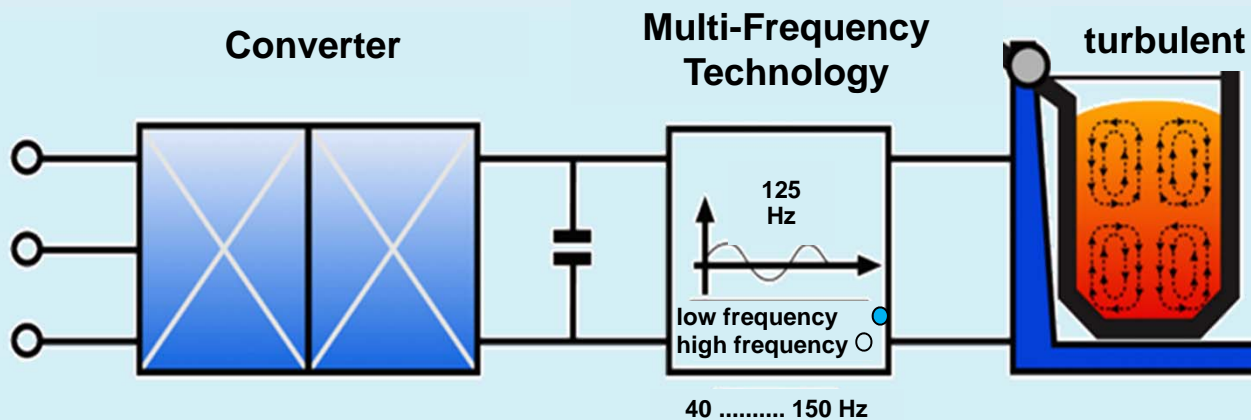 Converter
Multi-Frequency
Technology
turbulent
125
Hz
low frequency
high frequency
40 .......... 150 Hz